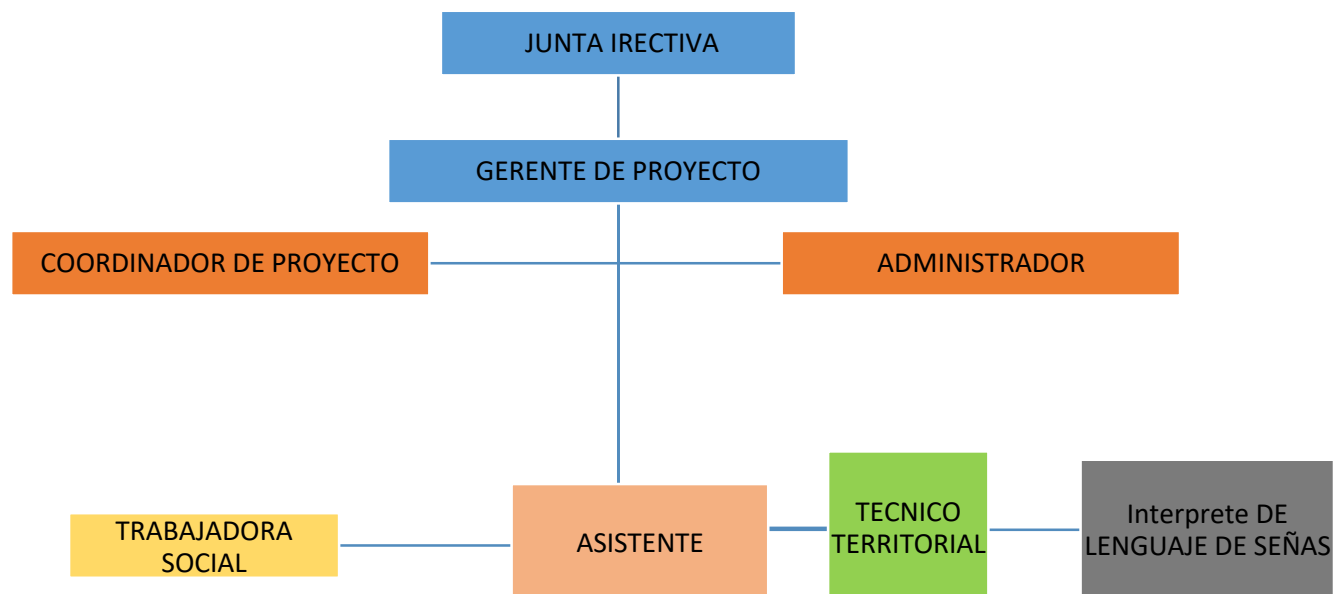 JUNTA IRECTIVA
GERENTE DE PROYECTO
COORDINADOR DE PROYECTO
ADMINISTRADOR
TRABAJADORA
SOCIAL
ASISTENTE
TECNICO
TERRITORIAL
Interprete DE
LENGUAJE DE SEÑAS